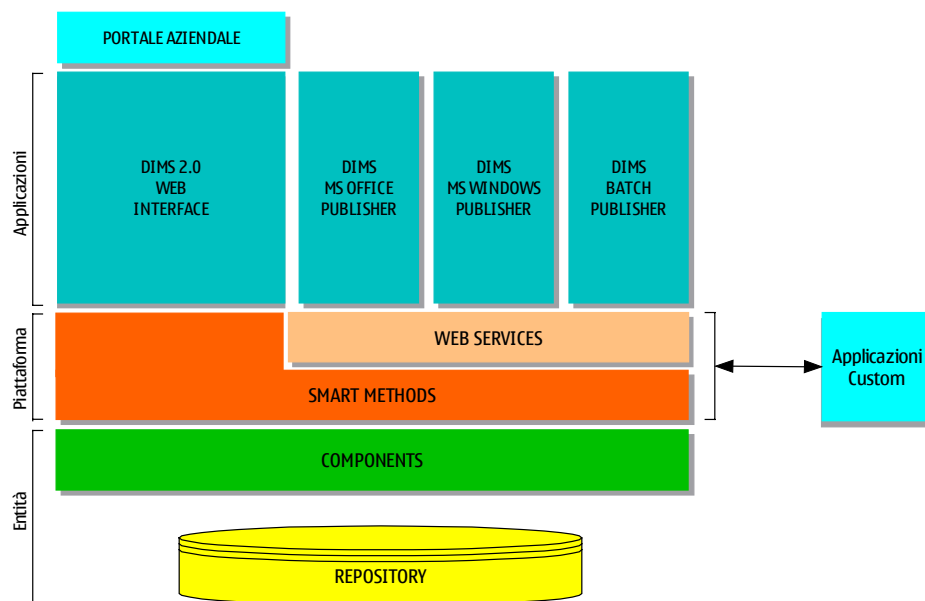 PORTALE AZIENDALE
Applicazioni
DIMS 2.0
WEB
INTERFACE
DIMS
MS OFFICE
PUBLISHER
DIMS
MS WINDOWS
PUBLISHER
DIMS
BATCH
PUBLISHER
Piattaforma
WEB SERVICES
SMART METHODS
Applicazioni
Custom
Entità
COMPONENTS
REPOSITORY